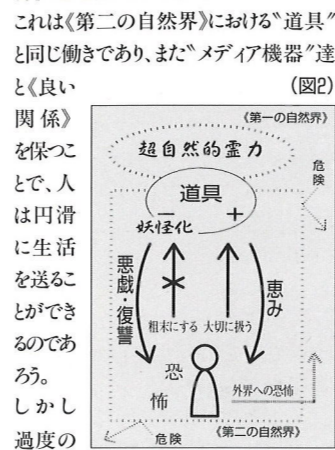 これは《第二の自然界》における〝道具〟
と同じ働きであり、また〝メディア機器〟達
と《良い
関係》
を保つこ
とで、人
は円滑
に生活
を送るこ
とができ
るのであ
ろう。
しかし
過度の
(図2)
《第一の自然界》
超自然的霊力
危険
道具
− +
妖怪化
悪戯・復讐
恵み
粗末にする 大切に扱う
恐怖
外界への恐怖
危険
《第二の自然界》